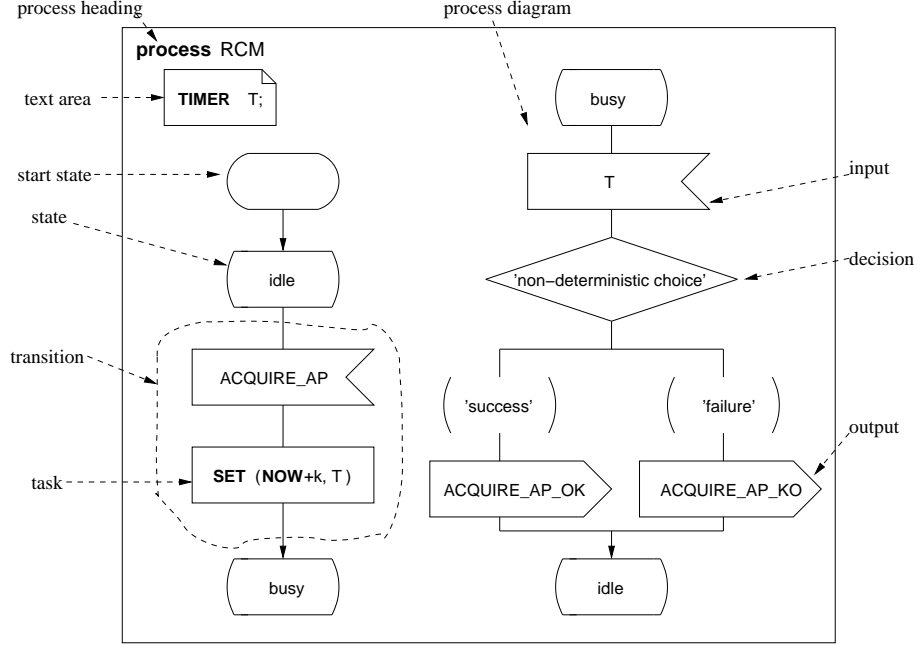 process heading
process diagram
process RCM
text area
TIMER T;
busy
start state
T
input
state
idle
'non−deterministic choice'
decision
transition
ACQUIRE_AP
'success'
'failure'
output
task
SET (NOW+k, T )
ACQUIRE_AP_OK
ACQUIRE_AP_KO
busy
idle